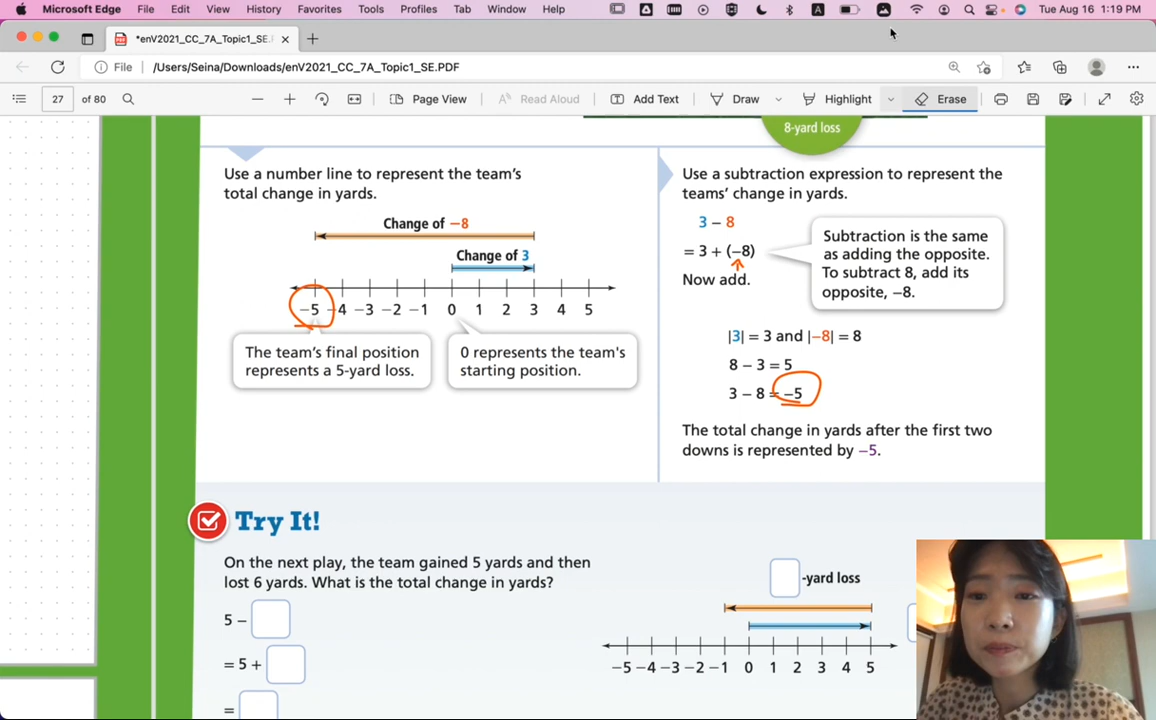 Microsoft Edge File Edit View History Favorites Tools Profiles Tab Window Help A Tue Aug 16 1:19 PM
*enV2021_CC_7A_Topic1_SE.F
File /Users/Seina/Downloads/enV2021_CC_7A_Topic1_SE.PDF
27 of 80 Page View Read Aloud Add Text Draw Highlight Erase
8-yard loss
Use a number line to represent the team's
total change in yards.
Change of −8
Change of 3
−5 −4 −3 −2 −1 0 1 2 3 4 5
The team's final position
represents a 5-yard loss.
0 represents the team's
starting position.
Use a subtraction expression to represent the
teams' change in yards.
3 − 8
= 3 + (−8)
Now add.
Subtraction is the same
as adding the opposite.
To subtract 8, add its
opposite, −8.
|3| = 3 and |−8| = 8
8 − 3 = 5
3 − 8 = −5
The total change in yards after the first two
downs is represented by −5.
Try It!
On the next play, the team gained 5 yards and then
lost 6 yards. What is the total change in yards?
5 −
= 5 +
=
-yard loss
−5 −4 −3 −2 −1 0 1 2 3 4 5